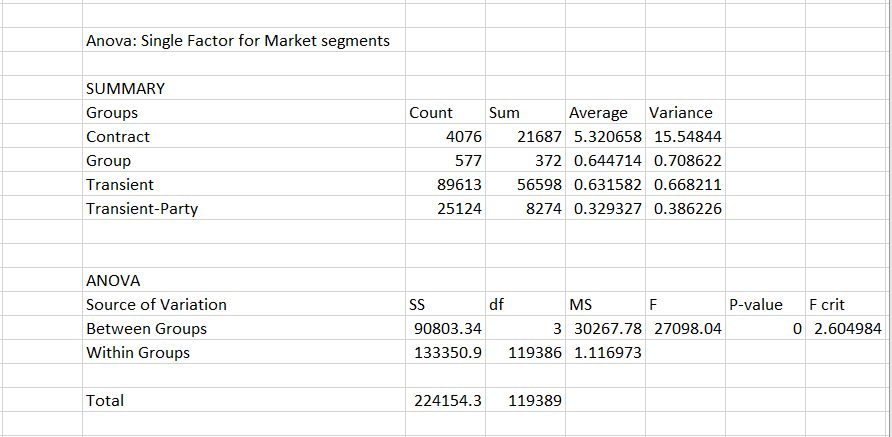 Anova: Single Factor for Market segments
SUMMARY
Groups Count Sum Average Variance
Contract 4076 21687 5.320658 15.54844
Group 577 372 0.644714 0.708622
Transient 89613 56598 0.631582 0.668211
Transient-Party 25124 8274 0.329327 0.386226
ANOVA
Source of Variation SS df MS F P-value F crit
Between Groups 90803.34 3 30267.78 27098.04 0 2.604984
Within Groups 133350.9 119386 1.116973
Total 224154.3 119389